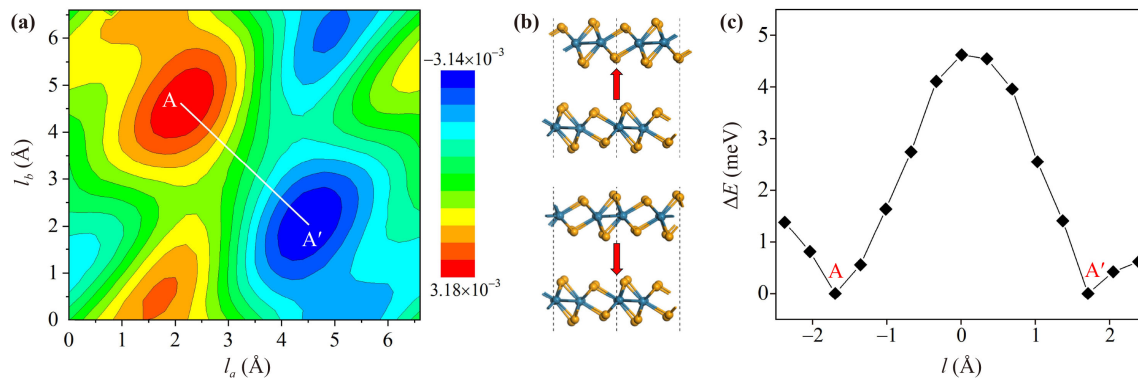 (a)
6
5
4
3
2
1
0
l_b (Å)
0 1 2 3 4 5 6
l_a (Å)
A
A′
−3.14×10⁻³
3.18×10⁻³
(b)
(c)
5
4
3
2
1
0
ΔE (meV)
A
A′
−2 −1 0 1 2
l (Å)